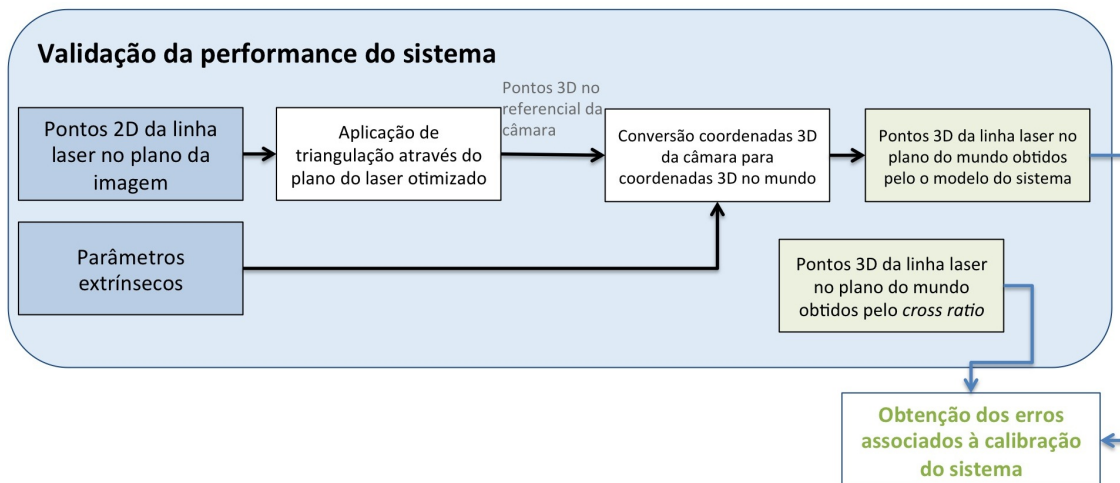 Validação da performance do sistema
Pontos 2D da linha
laser no plano da
imagem
Aplicação de
triangulação através do
plano do laser otimizado
Pontos 3D no
referencial da
câmara
Conversão coordenadas 3D
da câmara para
coordenadas 3D no mundo
Pontos 3D da linha laser no
plano do mundo obtidos
pelo o modelo do sistema
Parâmetros
extrínsecos
Pontos 3D da linha laser
no plano do mundo
obtidos pelo cross ratio
Obtenção dos erros
associados à calibração
do sistema